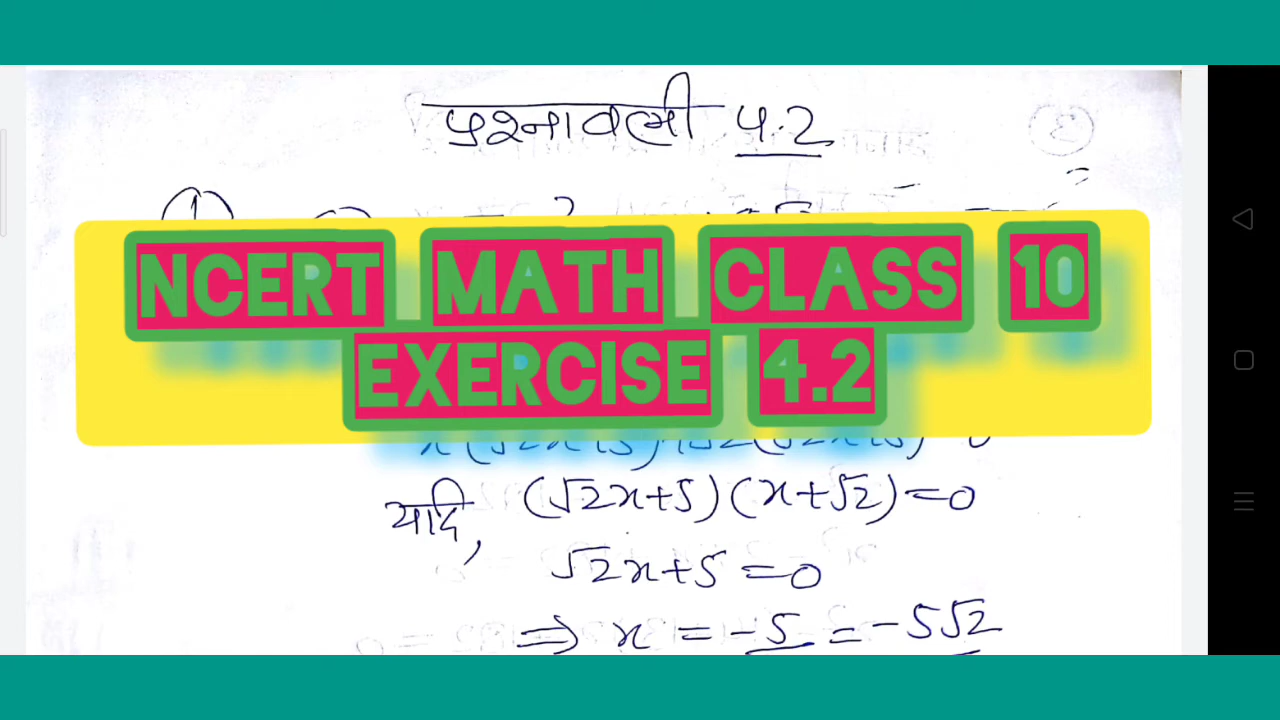 प्रश्नावली 4.2
NCERT MATH CLASS 10
EXERCISE 4.2
यदि, (√2x+5)(x+√2)=0
√2x+5=0
⇒ x = -5 = -5√2